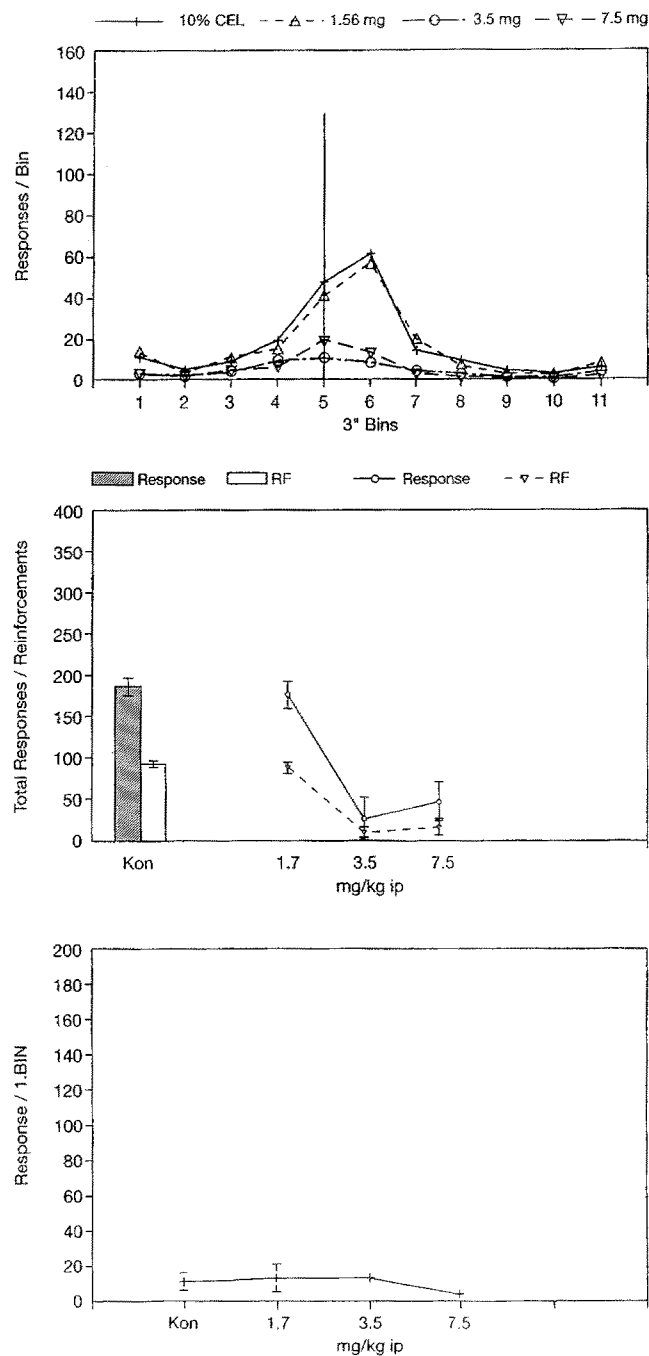 10% CEL 1.56 mg 3.5 mg 7.5 mg
160
140
120
100
80
60
40
20
0
Responses / Bin
1 2 3 4 5 6 7 8 9 10 11
3" Bins
Response RF Response RF
400
350
300
250
200
150
100
50
0
Total Responses / Reinforcements
Kon 1.7 3.5 7.5
mg/kg ip
200
180
160
140
120
100
80
60
40
20
0
Response / 1.BIN
Kon 1.7 3.5 7.5
mg/kg ip